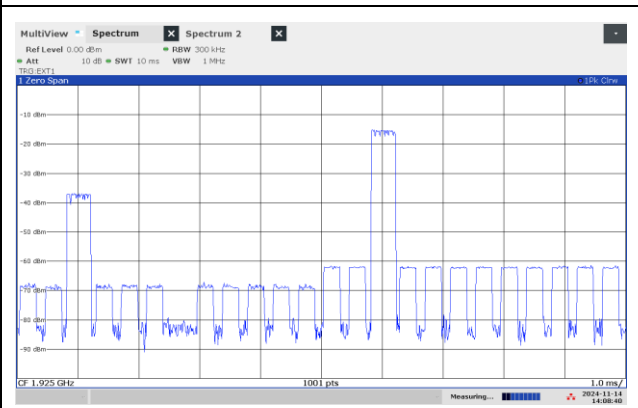 MultiView Spectrum X Spectrum 2 X
Ref Level 0.00 dBm RBW 300 kHz
Att 10 dB SWT 10 ms VBW 1 MHz
TRG:EXT1
1 Zero Span 1Pk Clrw
-10 dBm
-20 dBm
-30 dBm
-40 dBm
-50 dBm
-60 dBm
-70 dBm
-80 dBm
-90 dBm
CF 1.925 GHz 1001 pts 1.0 ms/
Measuring... 2024-11-14
14:08:40